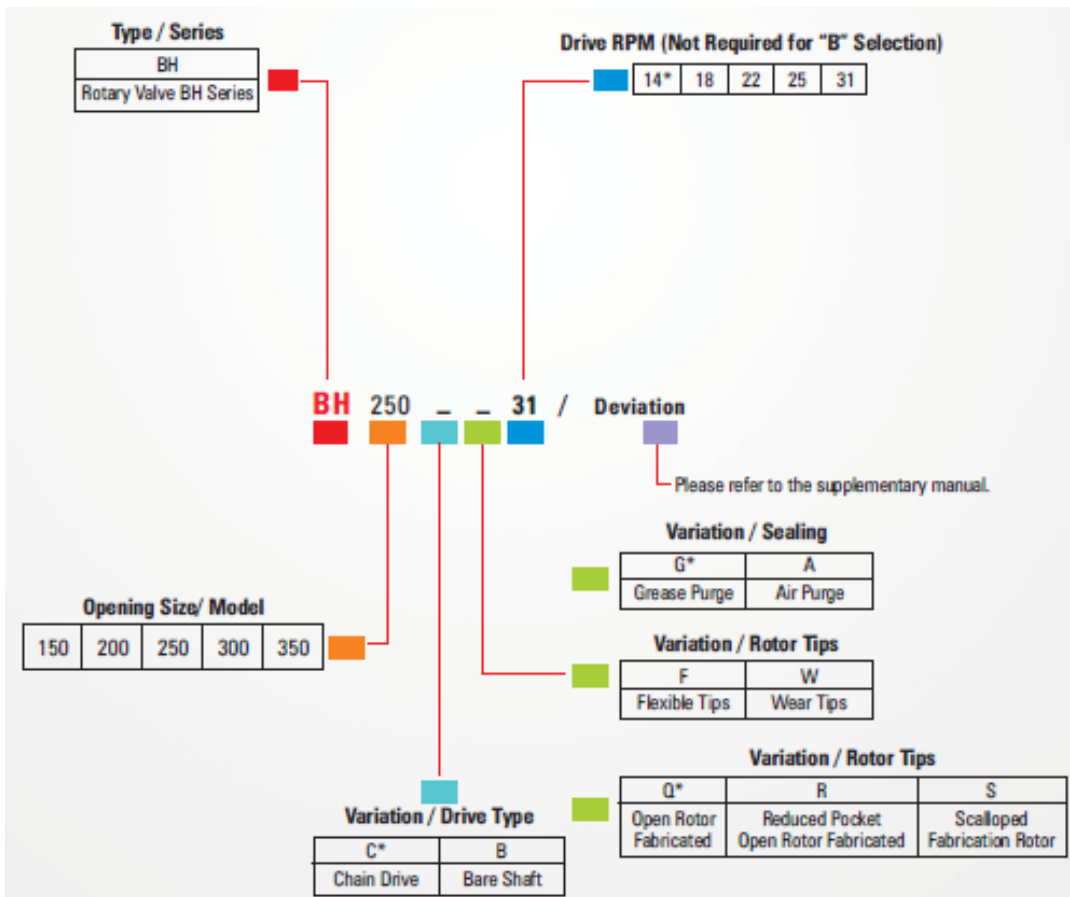 Type / Series
BH
Rotary Valve BH Series
Drive RPM (Not Required for "B" Selection)
14* 18 22 25 31
BH 250 _ _ 31 / Deviation
Please refer to the supplementary manual.
Variation / Sealing
G* A
Grease Purge Air Purge
Opening Size/ Model
150 200 250 300 350
Variation / Rotor Tips
F W
Flexible Tips Wear Tips
Variation / Rotor Tips
Q* R S
Open Rotor Fabricated
Reduced Pocket Open Rotor Fabricated
Scalloped Fabrication Rotor
Variation / Drive Type
C* B
Chain Drive Bare Shaft